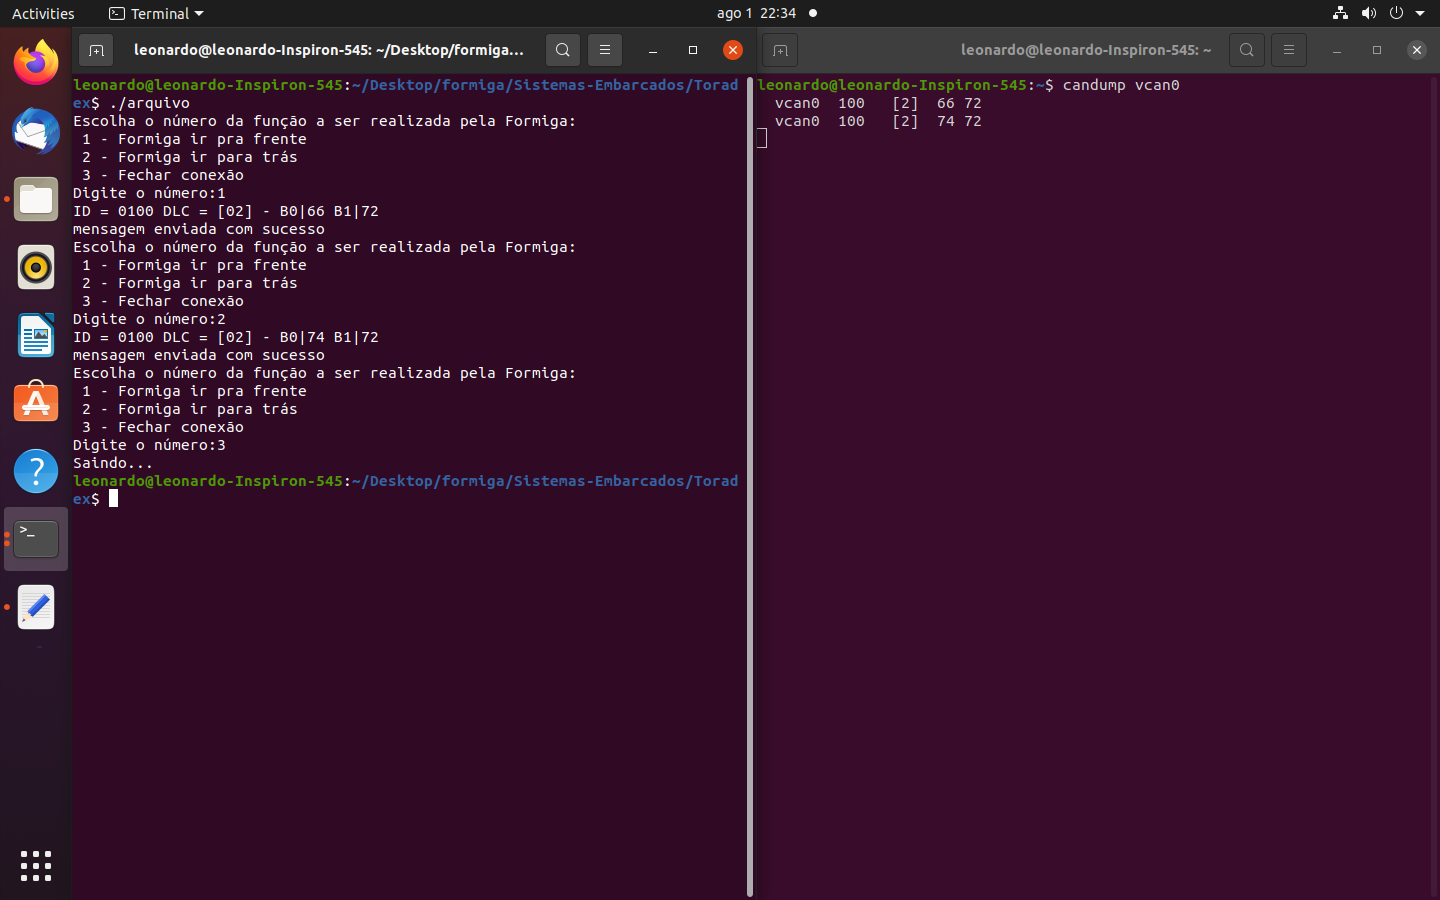 Activities
Terminal
ago 1 22:34
leonardo@leonardo-Inspiron-545: ~/Desktop/formiga...
leonardo@leonardo-Inspiron-545:~/Desktop/formiga/Sistemas-Embarcados/Torad
ex$ ./arquivo
Escolha o número da função a ser realizada pela Formiga:
1 - Formiga ir pra frente
2 - Formiga ir para trás
3 - Fechar conexão
Digite o número:1
ID = 0100 DLC = [02] - B0|66 B1|72
mensagem enviada com sucesso
Escolha o número da função a ser realizada pela Formiga:
1 - Formiga ir pra frente
2 - Formiga ir para trás
3 - Fechar conexão
Digite o número:2
ID = 0100 DLC = [02] - B0|74 B1|72
mensagem enviada com sucesso
Escolha o número da função a ser realizada pela Formiga:
1 - Formiga ir pra frente
2 - Formiga ir para trás
3 - Fechar conexão
Digite o número:3
Saindo...
leonardo@leonardo-Inspiron-545:~/Desktop/formiga/Sistemas-Embarcados/Torad
ex$
leonardo@leonardo-Inspiron-545: ~
leonardo@leonardo-Inspiron-545:~$ candump vcan0
vcan0 100 [2] 66 72
vcan0 100 [2] 74 72